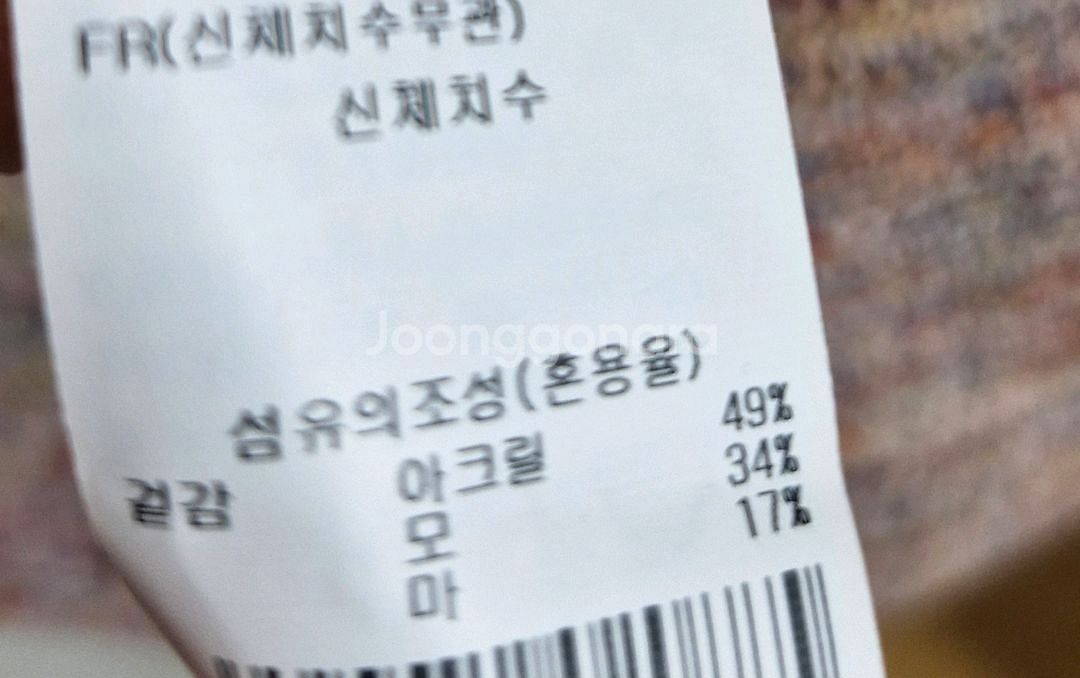 FR(신체치수무관)
신체치수
Joonggonara
섬유의조성(혼용율)
겉감 아크릴 49%
모 34%
마 17%